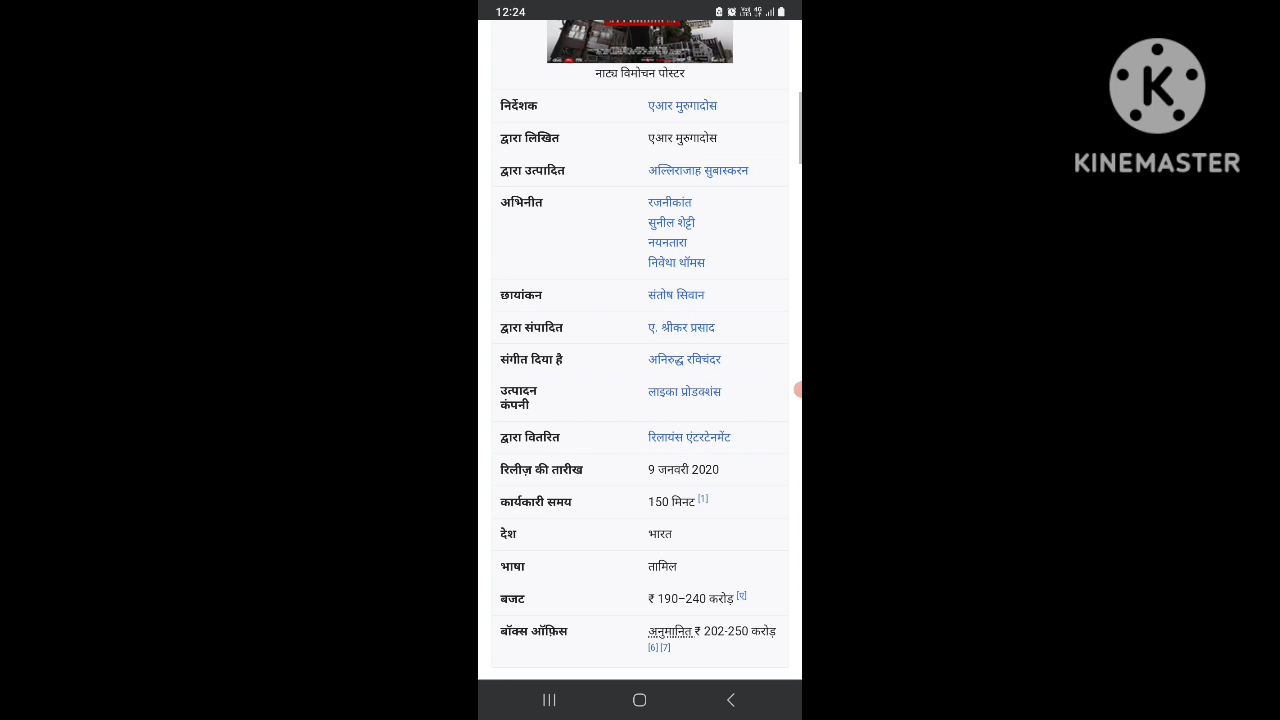 12:24
नाट्य विमोचन पोस्टर
निर्देशक एआर मुरुगादोस
द्वारा लिखित एआर मुरुगादोस
द्वारा उत्पादित अल्लिराजाह सुबास्करन
अभिनीत रजनीकांत
सुनील शेट्टी
नयनतारा
निवेथा थॉमस
छायांकन संतोष सिवान
द्वारा संपादित ए. श्रीकर प्रसाद
संगीत दिया है अनिरुद्ध रविचंदर
उत्पादन
कंपनी
लाइका प्रोडक्शंस
द्वारा वितरित रिलायंस एंटरटेनमेंट
रिलीज़ की तारीख 9 जनवरी 2020
कार्यकारी समय 150 मिनट [1]
देश भारत
भाषा तामिल
बजट ₹ 190–240 करोड़ [ए]
बॉक्स ऑफ़िस अनुमानित ₹ 202-250 करोड़
[6] [7]
K
KINEMASTER